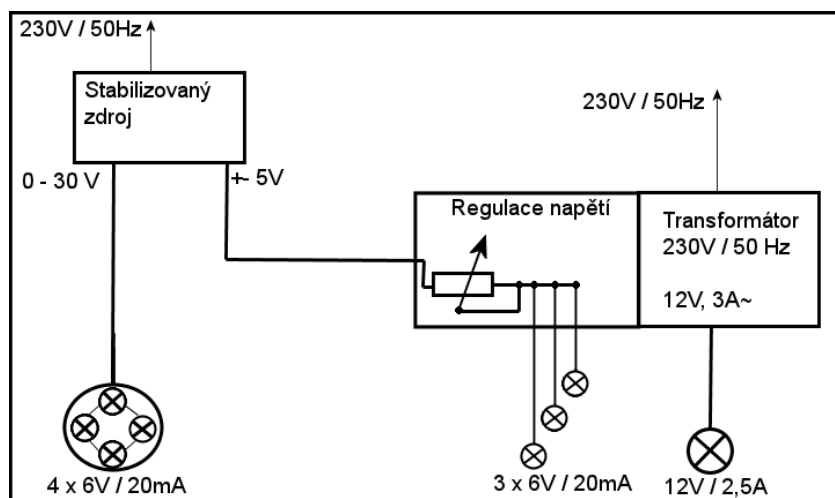 230V / 50Hz
Stabilizovaný
zdroj
0 - 30 V
+- 5V
230V / 50Hz
Regulace napětí
Transformátor
230V / 50 Hz
12V, 3A~
4 x 6V / 20mA
3 x 6V / 20mA
12V / 2,5A